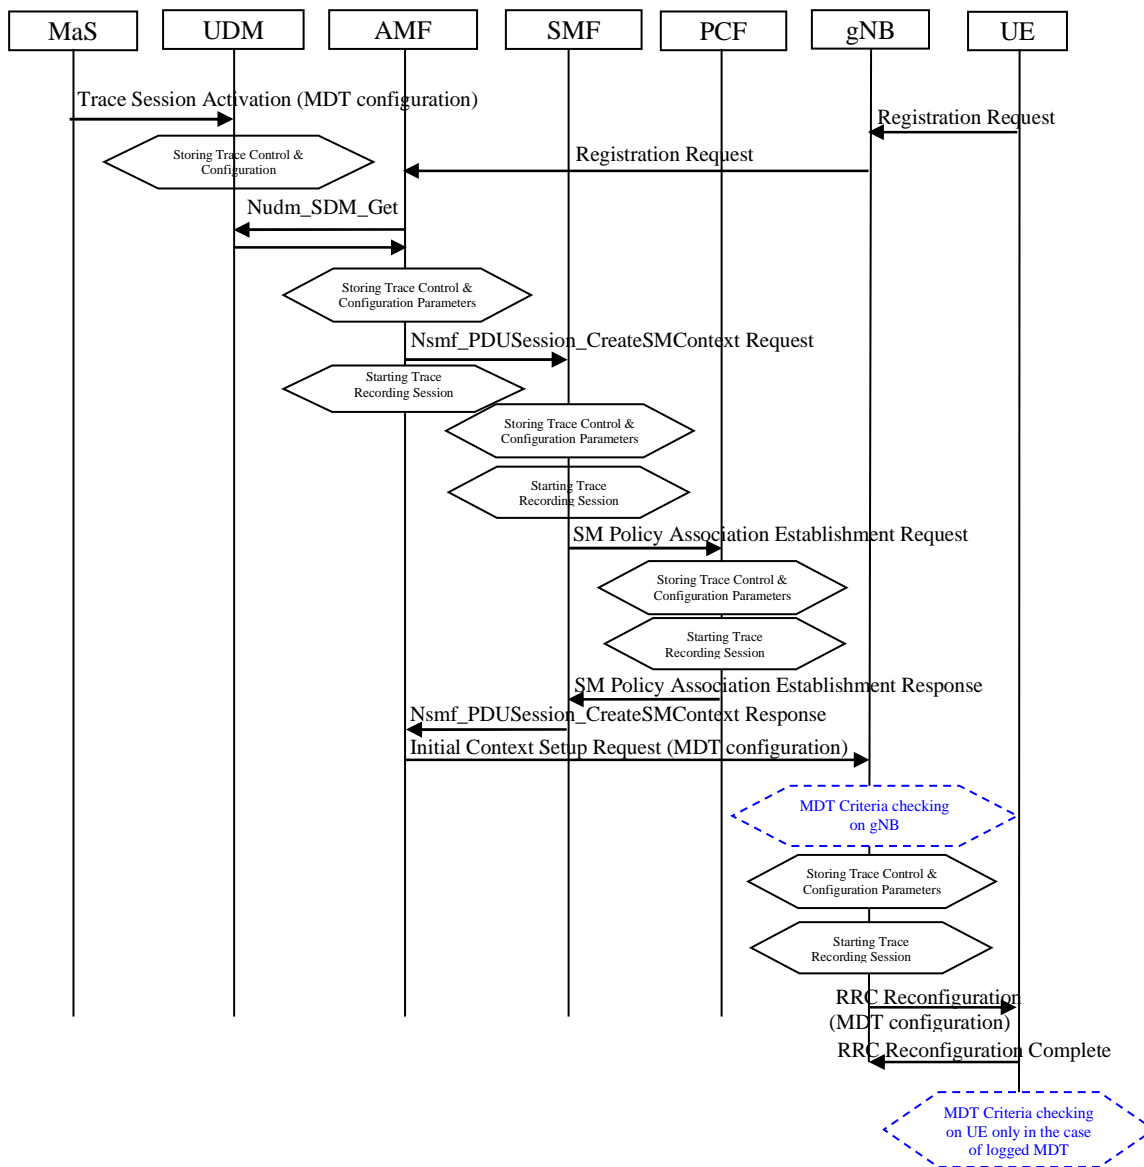 MaS
UDM
AMF
SMF
PCF
gNB
UE
Trace Session Activation (MDT configuration)
Registration Request
Storing Trace Control &
Configuration
Registration Request
Nudm_SDM_Get
Storing Trace Control &
Configuration Parameters
Nsmf_PDUSession_CreateSMContext Request
Starting Trace
Recording Session
Storing Trace Control &
Configuration Parameters
Starting Trace
Recording Session
SM Policy Association Establishment Request
Storing Trace Control &
Configuration Parameters
Starting Trace
Recording Session
SM Policy Association Establishment Response
Nsmf_PDUSession_CreateSMContext Response
Initial Context Setup Request (MDT configuration)
MDT Criteria checking
on gNB
Storing Trace Control &
Configuration Parameters
Starting Trace
Recording Session
RRC Reconfiguration
(MDT configuration)
RRC Reconfiguration Complete
MDT Criteria checking
on UE only in the case
of logged MDT